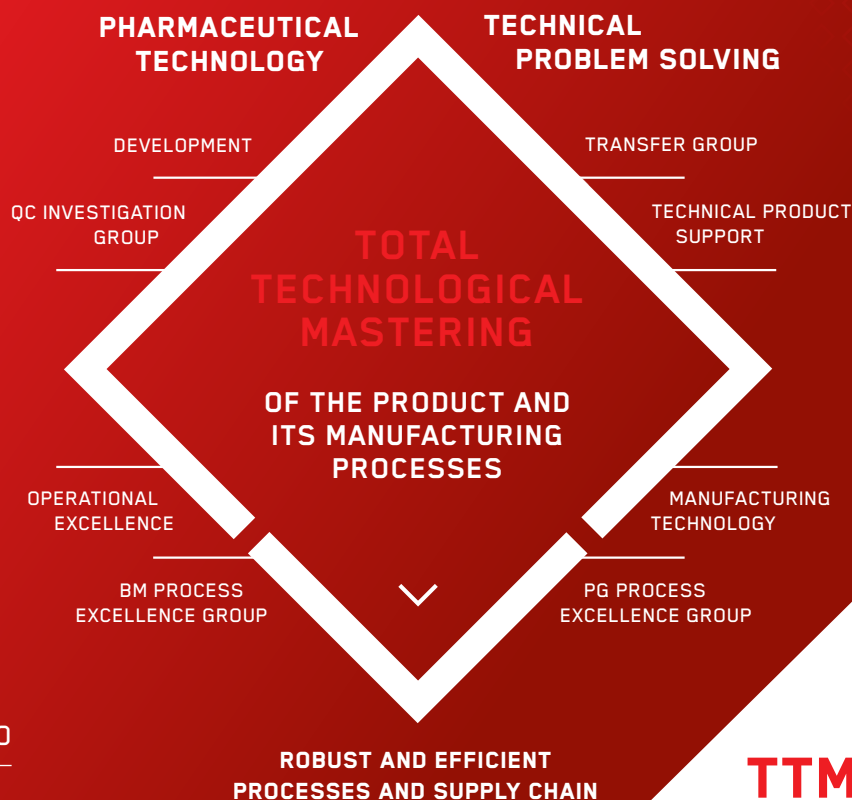 PHARMACEUTICAL
TECHNOLOGY
TECHNICAL
PROBLEM SOLVING
DEVELOPMENT
TRANSFER GROUP
QC INVESTIGATION
GROUP
TECHNICAL PRODUCT
SUPPORT
TOTAL
TECHNOLOGICAL
MASTERING
OF THE PRODUCT AND
ITS MANUFACTURING
PROCESSES
OPERATIONAL
EXCELLENCE
MANUFACTURING
TECHNOLOGY
BM PROCESS
EXCELLENCE GROUP
PG PROCESS
EXCELLENCE GROUP
ROBUST AND EFFICIENT
PROCESSES AND SUPPLY CHAIN
TTM